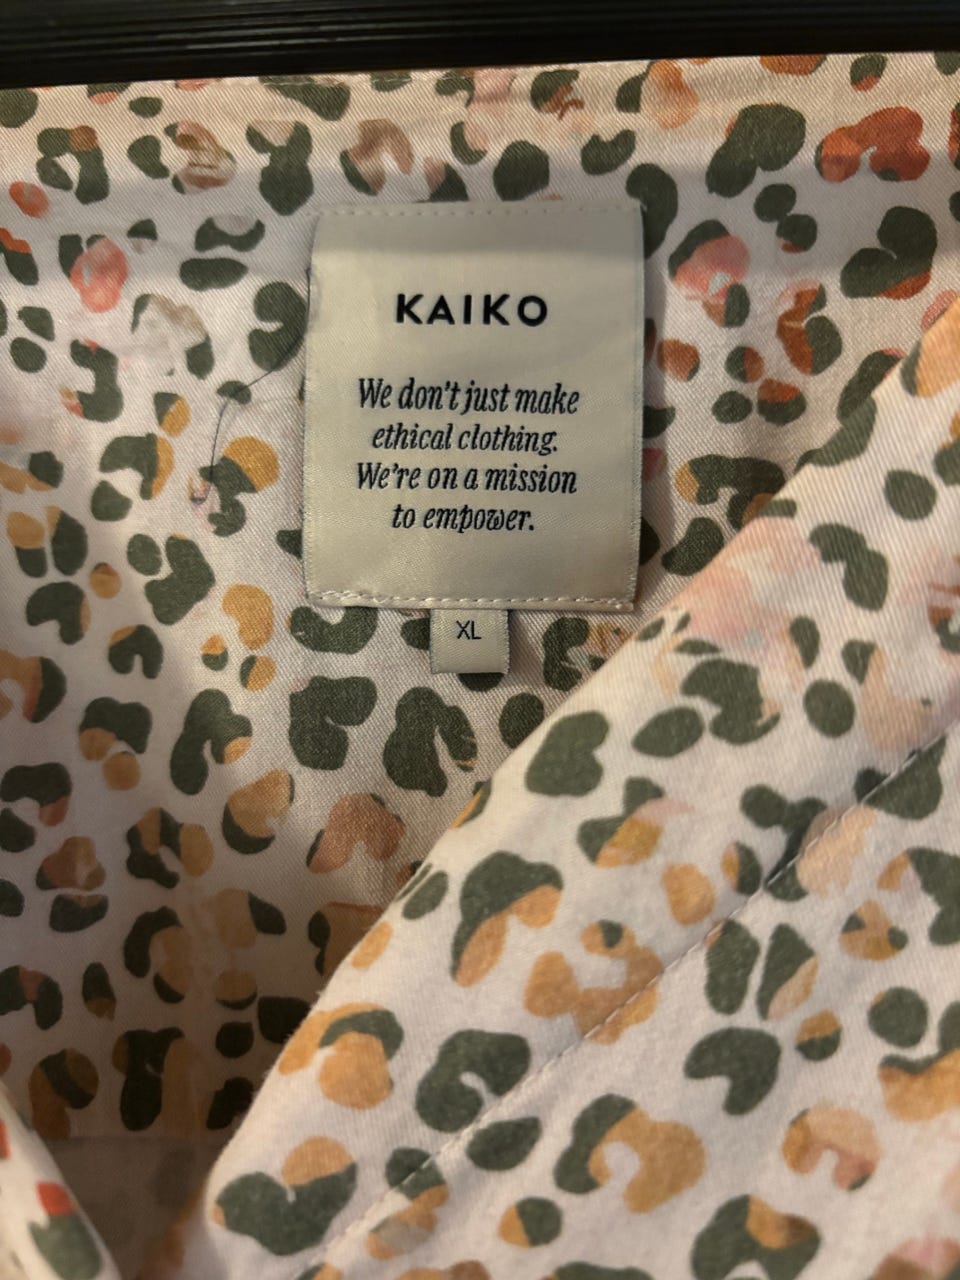 KAIKO
We don't just make
ethical clothing.
We're on a mission
to empower.
XL